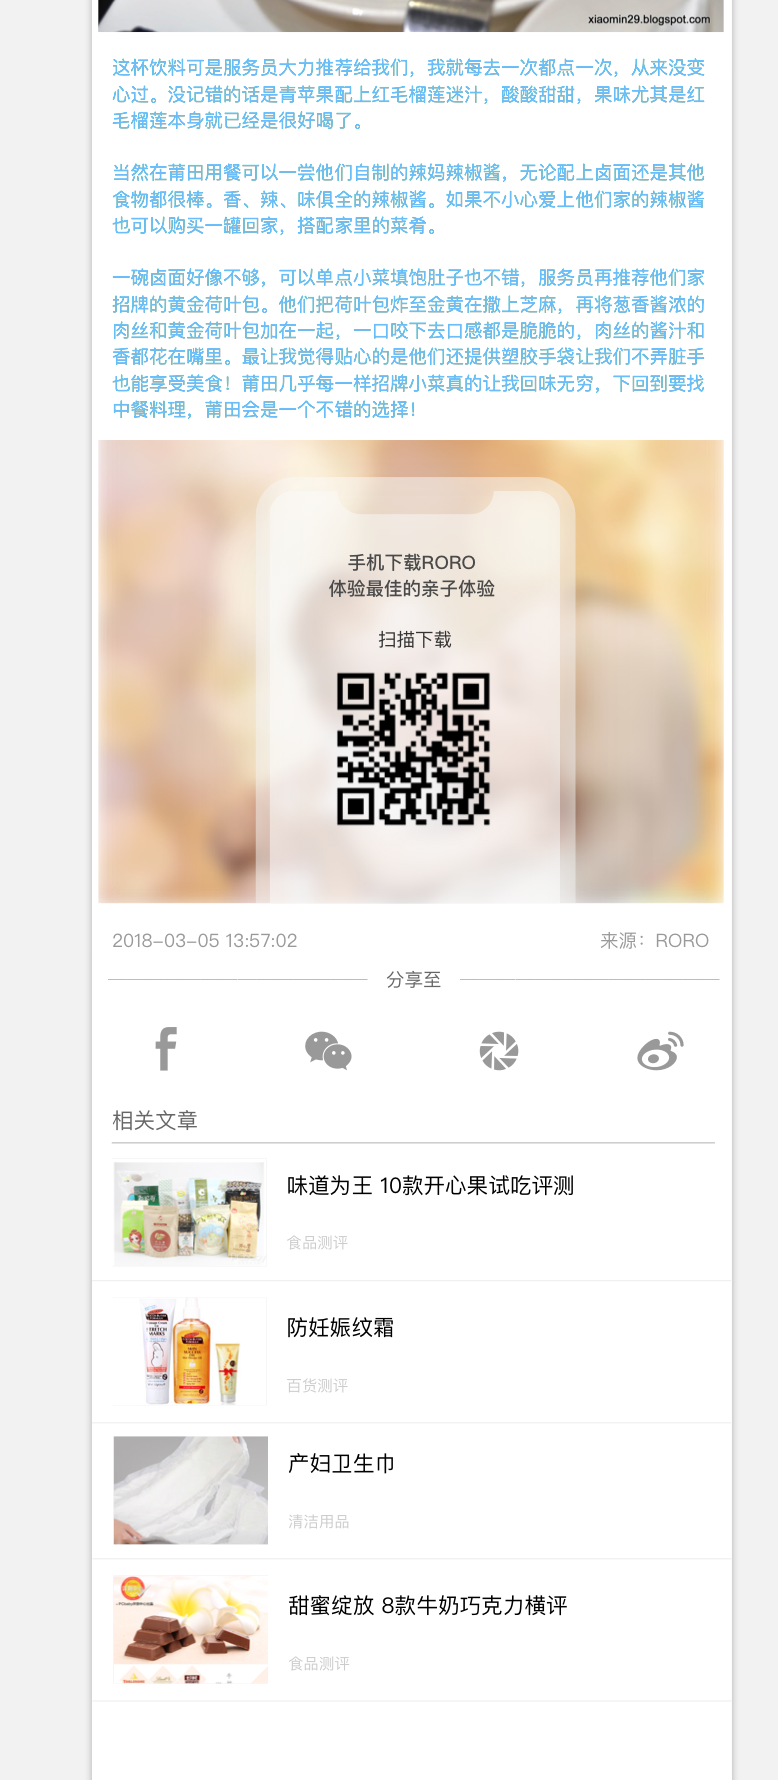 xiaomin29.blogspot.com
这杯饮料可是服务员大力推荐给我们，我就每去一次都点一次，从来没变
心过。没记错的话是青苹果配上红毛榴莲迷汁，酸酸甜甜，果味尤其是红
毛榴莲本身就已经是很好喝了。
当然在莆田用餐可以一尝他们自制的辣妈辣椒酱，无论配上卤面还是其他
食物都很棒。香、辣、味俱全的辣椒酱。如果不小心爱上他们家的辣椒酱
也可以购买一罐回家，搭配家里的菜肴。
一碗卤面好像不够，可以单点小菜填饱肚子也不错，服务员再推荐他们家
招牌的黄金荷叶包。他们把荷叶包炸至金黄在撒上芝麻，再将葱香酱浓的
肉丝和黄金荷叶包加在一起，一口咬下去口感都是脆脆的，肉丝的酱汁和
香都花在嘴里。最让我觉得贴心的是他们还提供塑胶手袋让我们不弄脏手
也能享受美食！莆田几乎每一样招牌小菜真的让我回味无穷，下回到要找
中餐料理，莆田会是一个不错的选择！
手机下载RORO
体验最佳的亲子体验
扫描下载
2018-03-05 13:57:02
来源：RORO
分享至
相关文章
味道为王 10款开心果试吃评测
食品测评
防妊娠纹霜
百货测评
STRETCH
MARKS
产妇卫生巾
清洁用品
甜蜜绽放 8款牛奶巧克力横评
食品测评